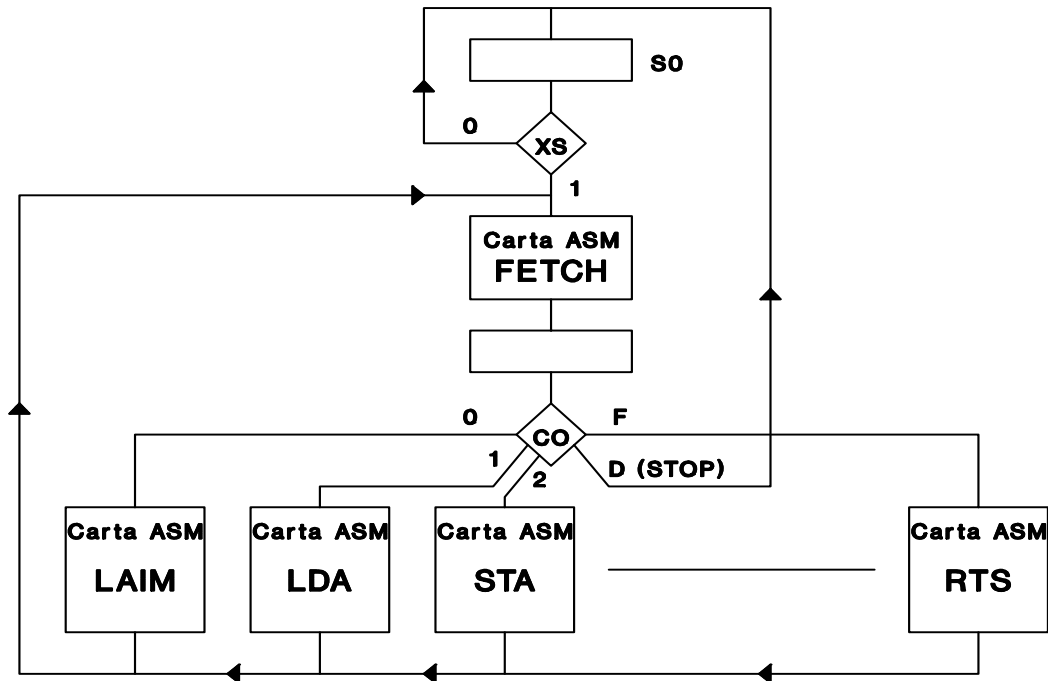 S0
0
XS
1
Carta ASM
FETCH
0
F
CO
1
2
D (STOP)
Carta ASM
LAIM
Carta ASM
LDA
Carta ASM
STA
Carta ASM
RTS